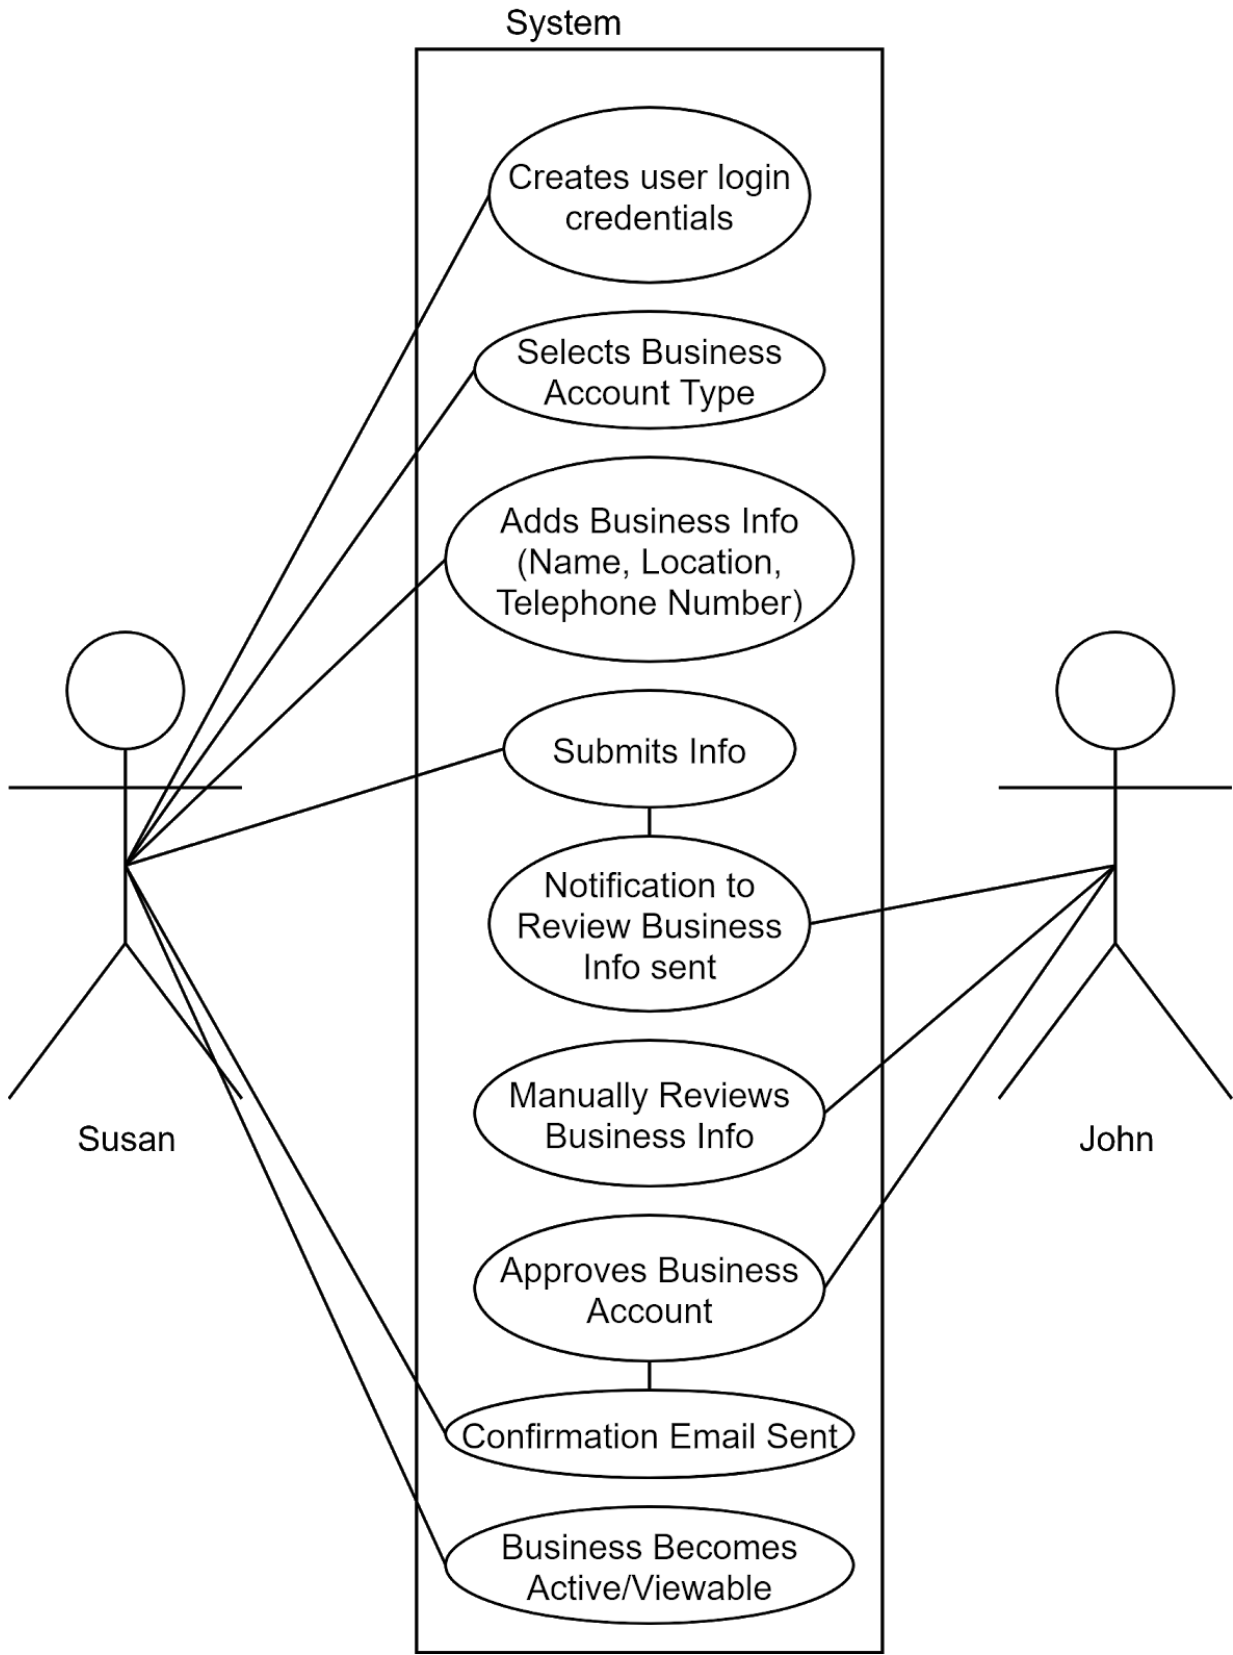 System
Creates user login
credentials
Selects Business
Account Type
Adds Business Info
(Name, Location,
Telephone Number)
Submits Info
Notification to
Review Business
Info sent
Manually Reviews
Business Info
Susan
John
Approves Business
Account
Confirmation Email Sent
Business Becomes
Active/Viewable